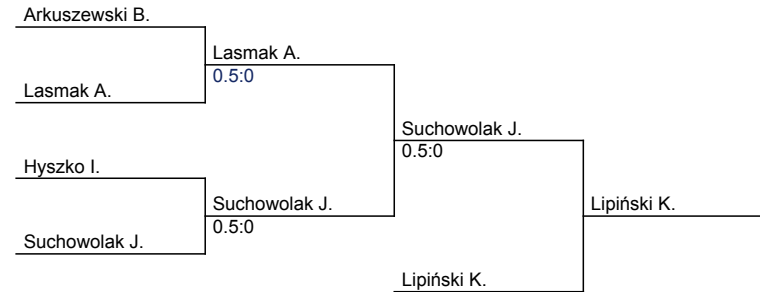 Arkuszewski B.
Lasmak A.
0.5:0
Lasmak A.
Suchowolak J.
0.5:0
Hyszko I.
Suchowolak J.
0.5:0
Lipiński K.
Suchowolak J.
Lipiński K.